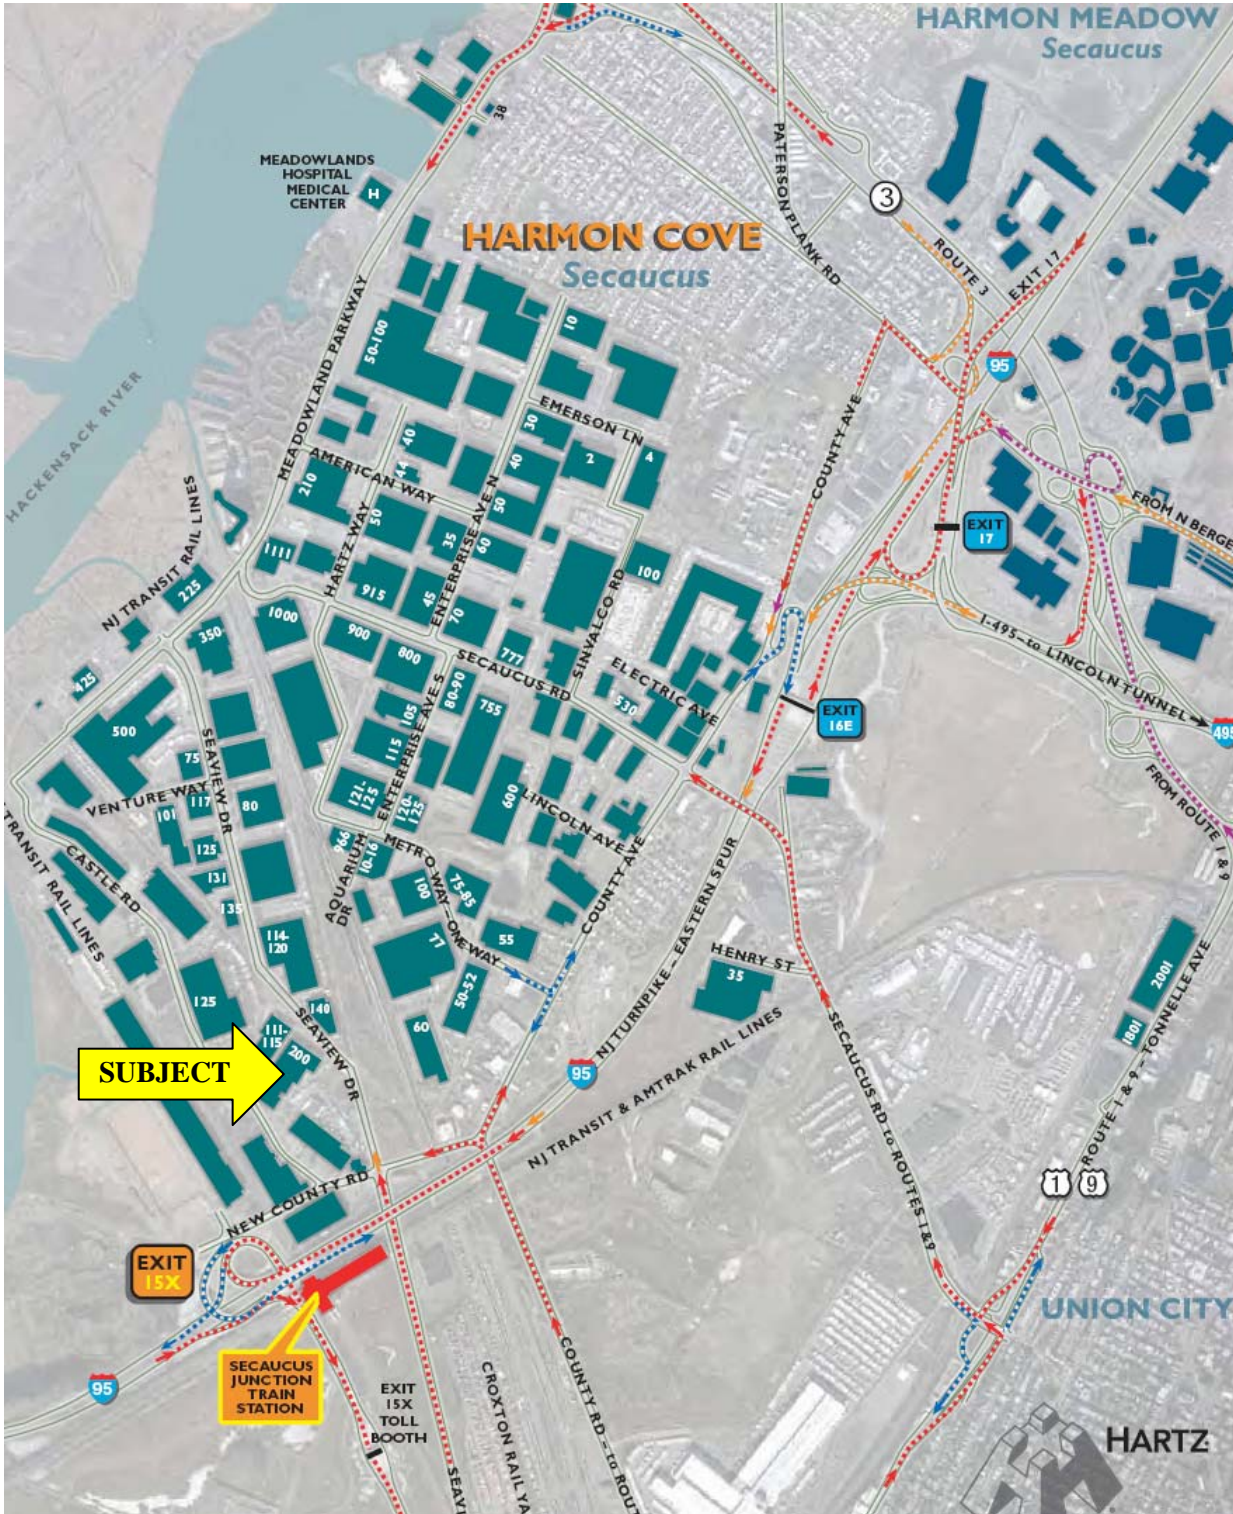 HARMON MEADOW
Secaucus
38
MEADOWLANDS
HOSPITAL
MEDICAL
CENTER
H
PATERSON PLANK RD
3
ROUTE 3
EXIT 17
HARMON COVE
Secaucus
MEADOWLAND PARKWAY
50-100
10
95
HACKENSACK RIVER
EMERSON LN
COUNTY AVE
30
40
40
2
4
44
AMERICAN WAY
210
HARTZ WAY
50
50
35
60
ENTERPRISE AVE N
EXIT
17
FROM N BERGE
NJ TRANSIT RAIL LINES
1111
225
915
45
70
100
SINVALCO RD
350
1000
900
800
777
SECAUCUS RD
I-495-to LINCOLN TUNNEL
495
425
80-90
755
530
ELECTRIC AVE
EXIT
16E
500
105
115
ENTERPRISE AVE S
SEAVIEW DR
75
VENTURE WAY
117
80
101
121-
125
120-
125
600
LINCOLN AVE
FROM ROUTE 1 & 9
125
966
10-16
AQUARIUM
DR
METRO WAY-ONE WAY
COUNTY AVE
TRANSIT RAIL LINES
CASTLE RD
131
135
100
75-85
NJ TURNPIKE - EASTERN SPUR
114-
120
77
55
HENRY ST
35
2001
1801
125
50-52
140
60
111-
115
200
SEAVIEW DR
SUBJECT
95
NJ TRANSIT & AMTRAK RAIL LINES
SECAUCUS RD to ROUTES 1&9
ROUTE 1 & 9 - TONNELLE AVE
1
9
NEW COUNTY RD
EXIT
15X
UNION CITY
SECAUCUS
JUNCTION
TRAIN
STATION
95
EXIT
15X
TOLL
BOOTH
SEAVI
CROXTON RAIL YA
COUNTY RD - to ROUT
HARTZ